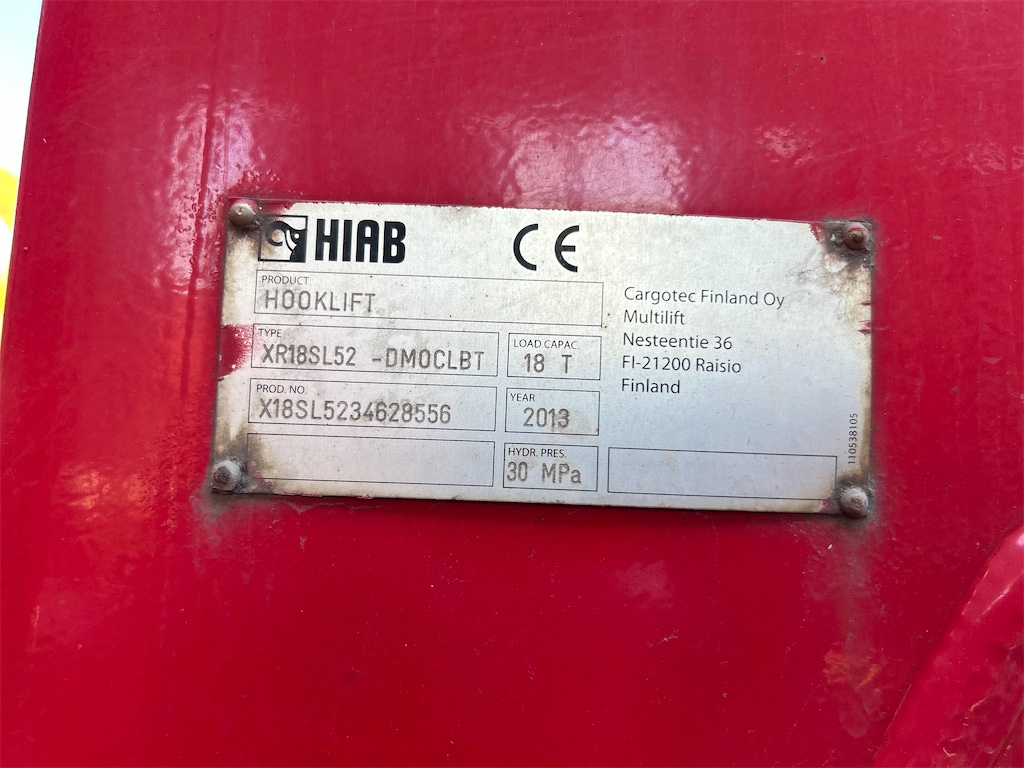 HIAB
CE
PRODUCT
HOOKLIFT
TYPE
XR18SL52 -DMOCLBT
LOAD CAPAC.
18 T
PROD. NO.
X18SL5234628556
YEAR
2013
HYDR. PRES.
30 MPa
Cargotec Finland Oy
Multilift
Nesteentie 36
FI-21200 Raisio
Finland
110538105